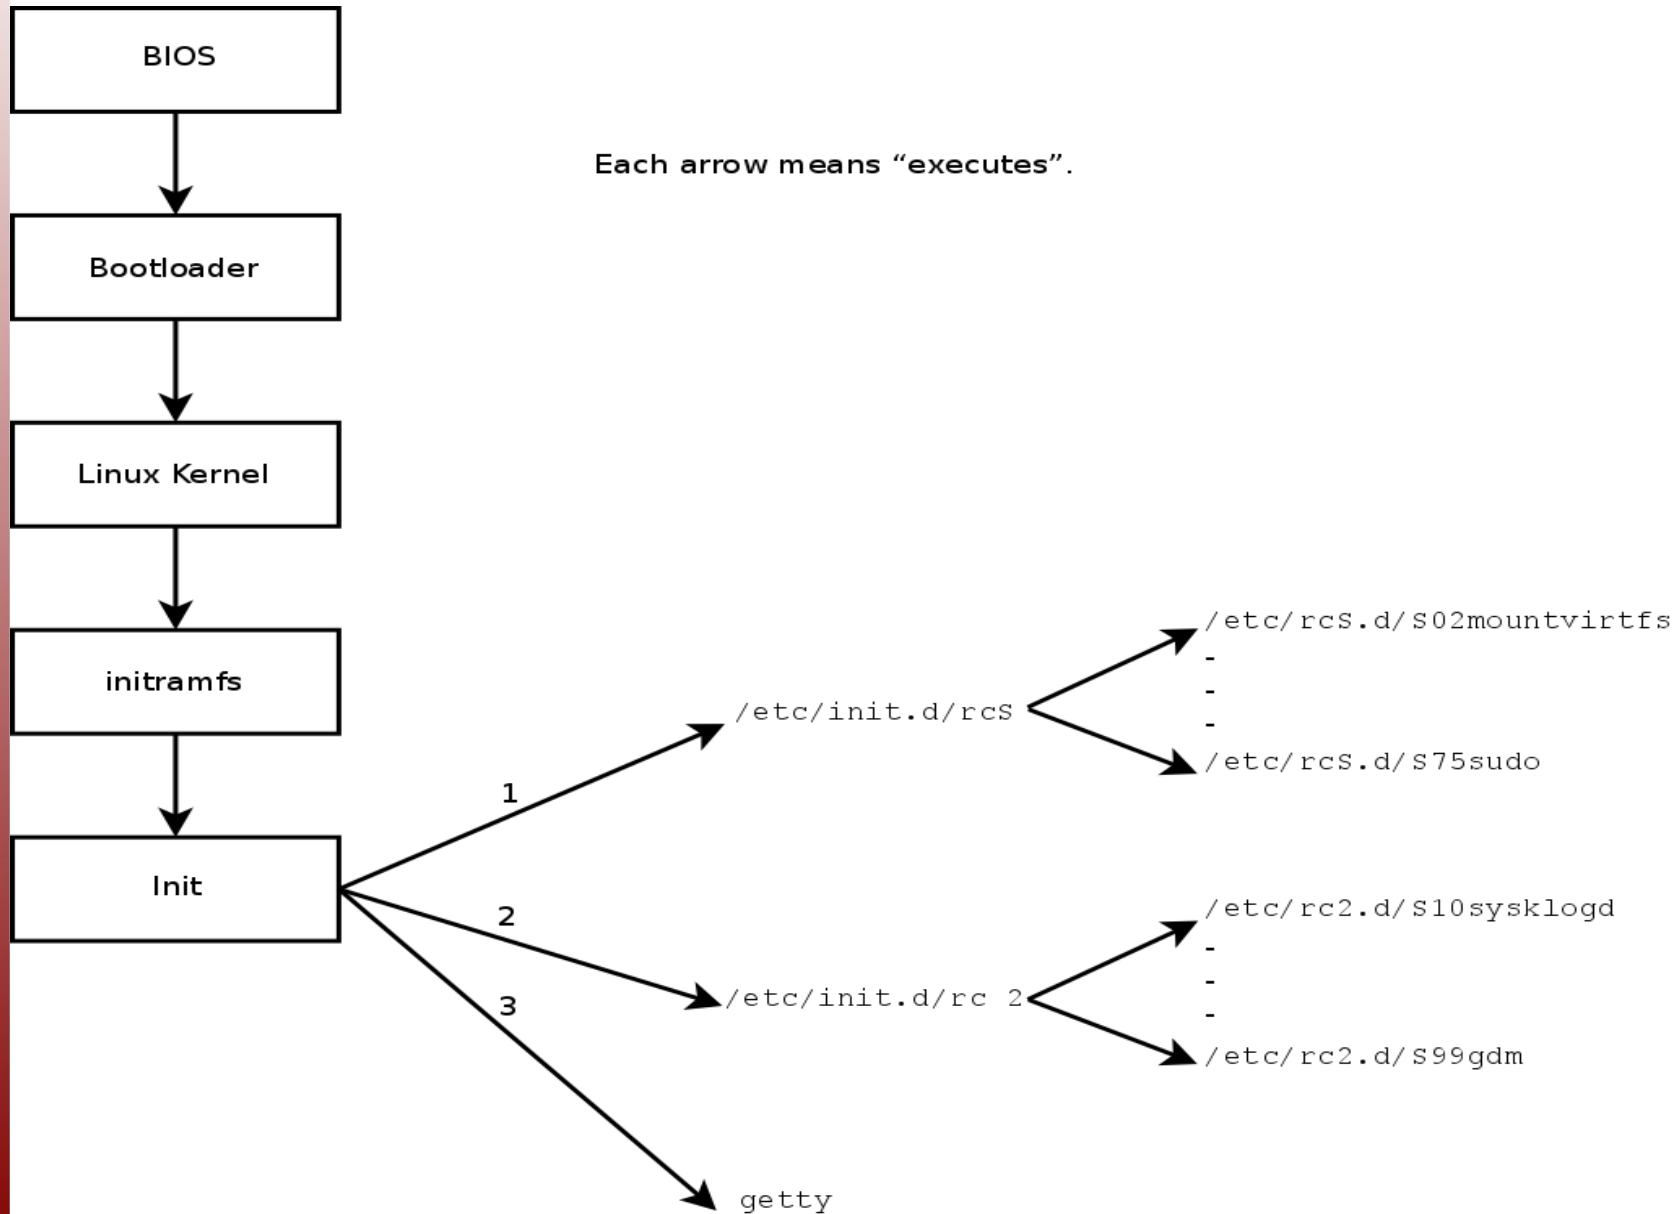 BIOS
Each arrow means “executes”.
Bootloader
Linux Kernel
initramfs
Init
1
2
3
/etc/init.d/rcS
/etc/rcS.d/S02mountvirtfs
-
-
-
/etc/rcS.d/S75sudo
/etc/init.d/rc 2
/etc/rc2.d/S10sysklogd
-
-
-
/etc/rc2.d/S99gdm
getty